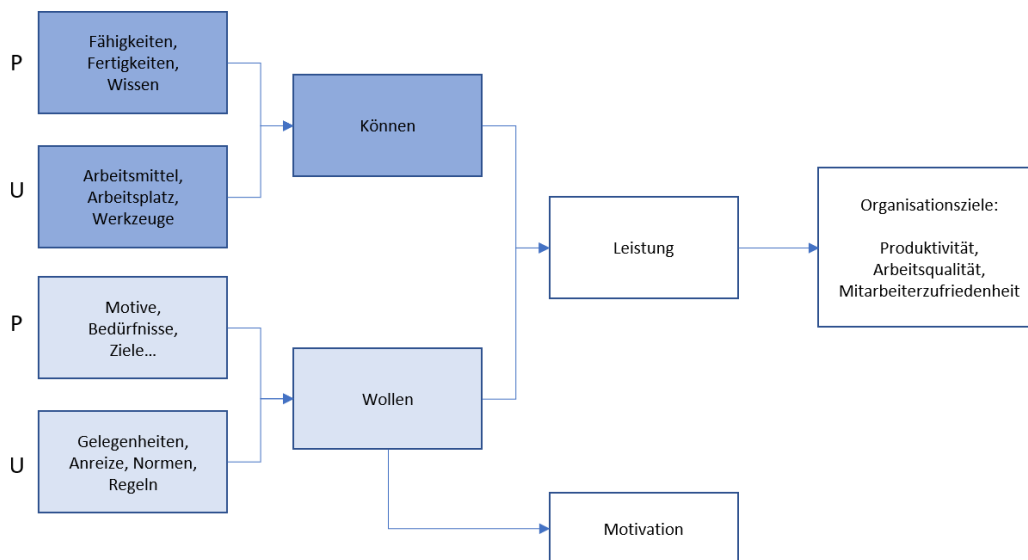 P
Fähigkeiten,
Fertigkeiten,
Wissen
U
Arbeitsmittel,
Arbeitsplatz,
Werkzeuge
P
Motive,
Bedürfnisse,
Ziele...
U
Gelegenheiten,
Anreize, Normen,
Regeln
Können
Wollen
Leistung
Motivation
Organisationsziele:
Produktivität,
Arbeitsqualität,
Mitarbeiterzufriedenheit